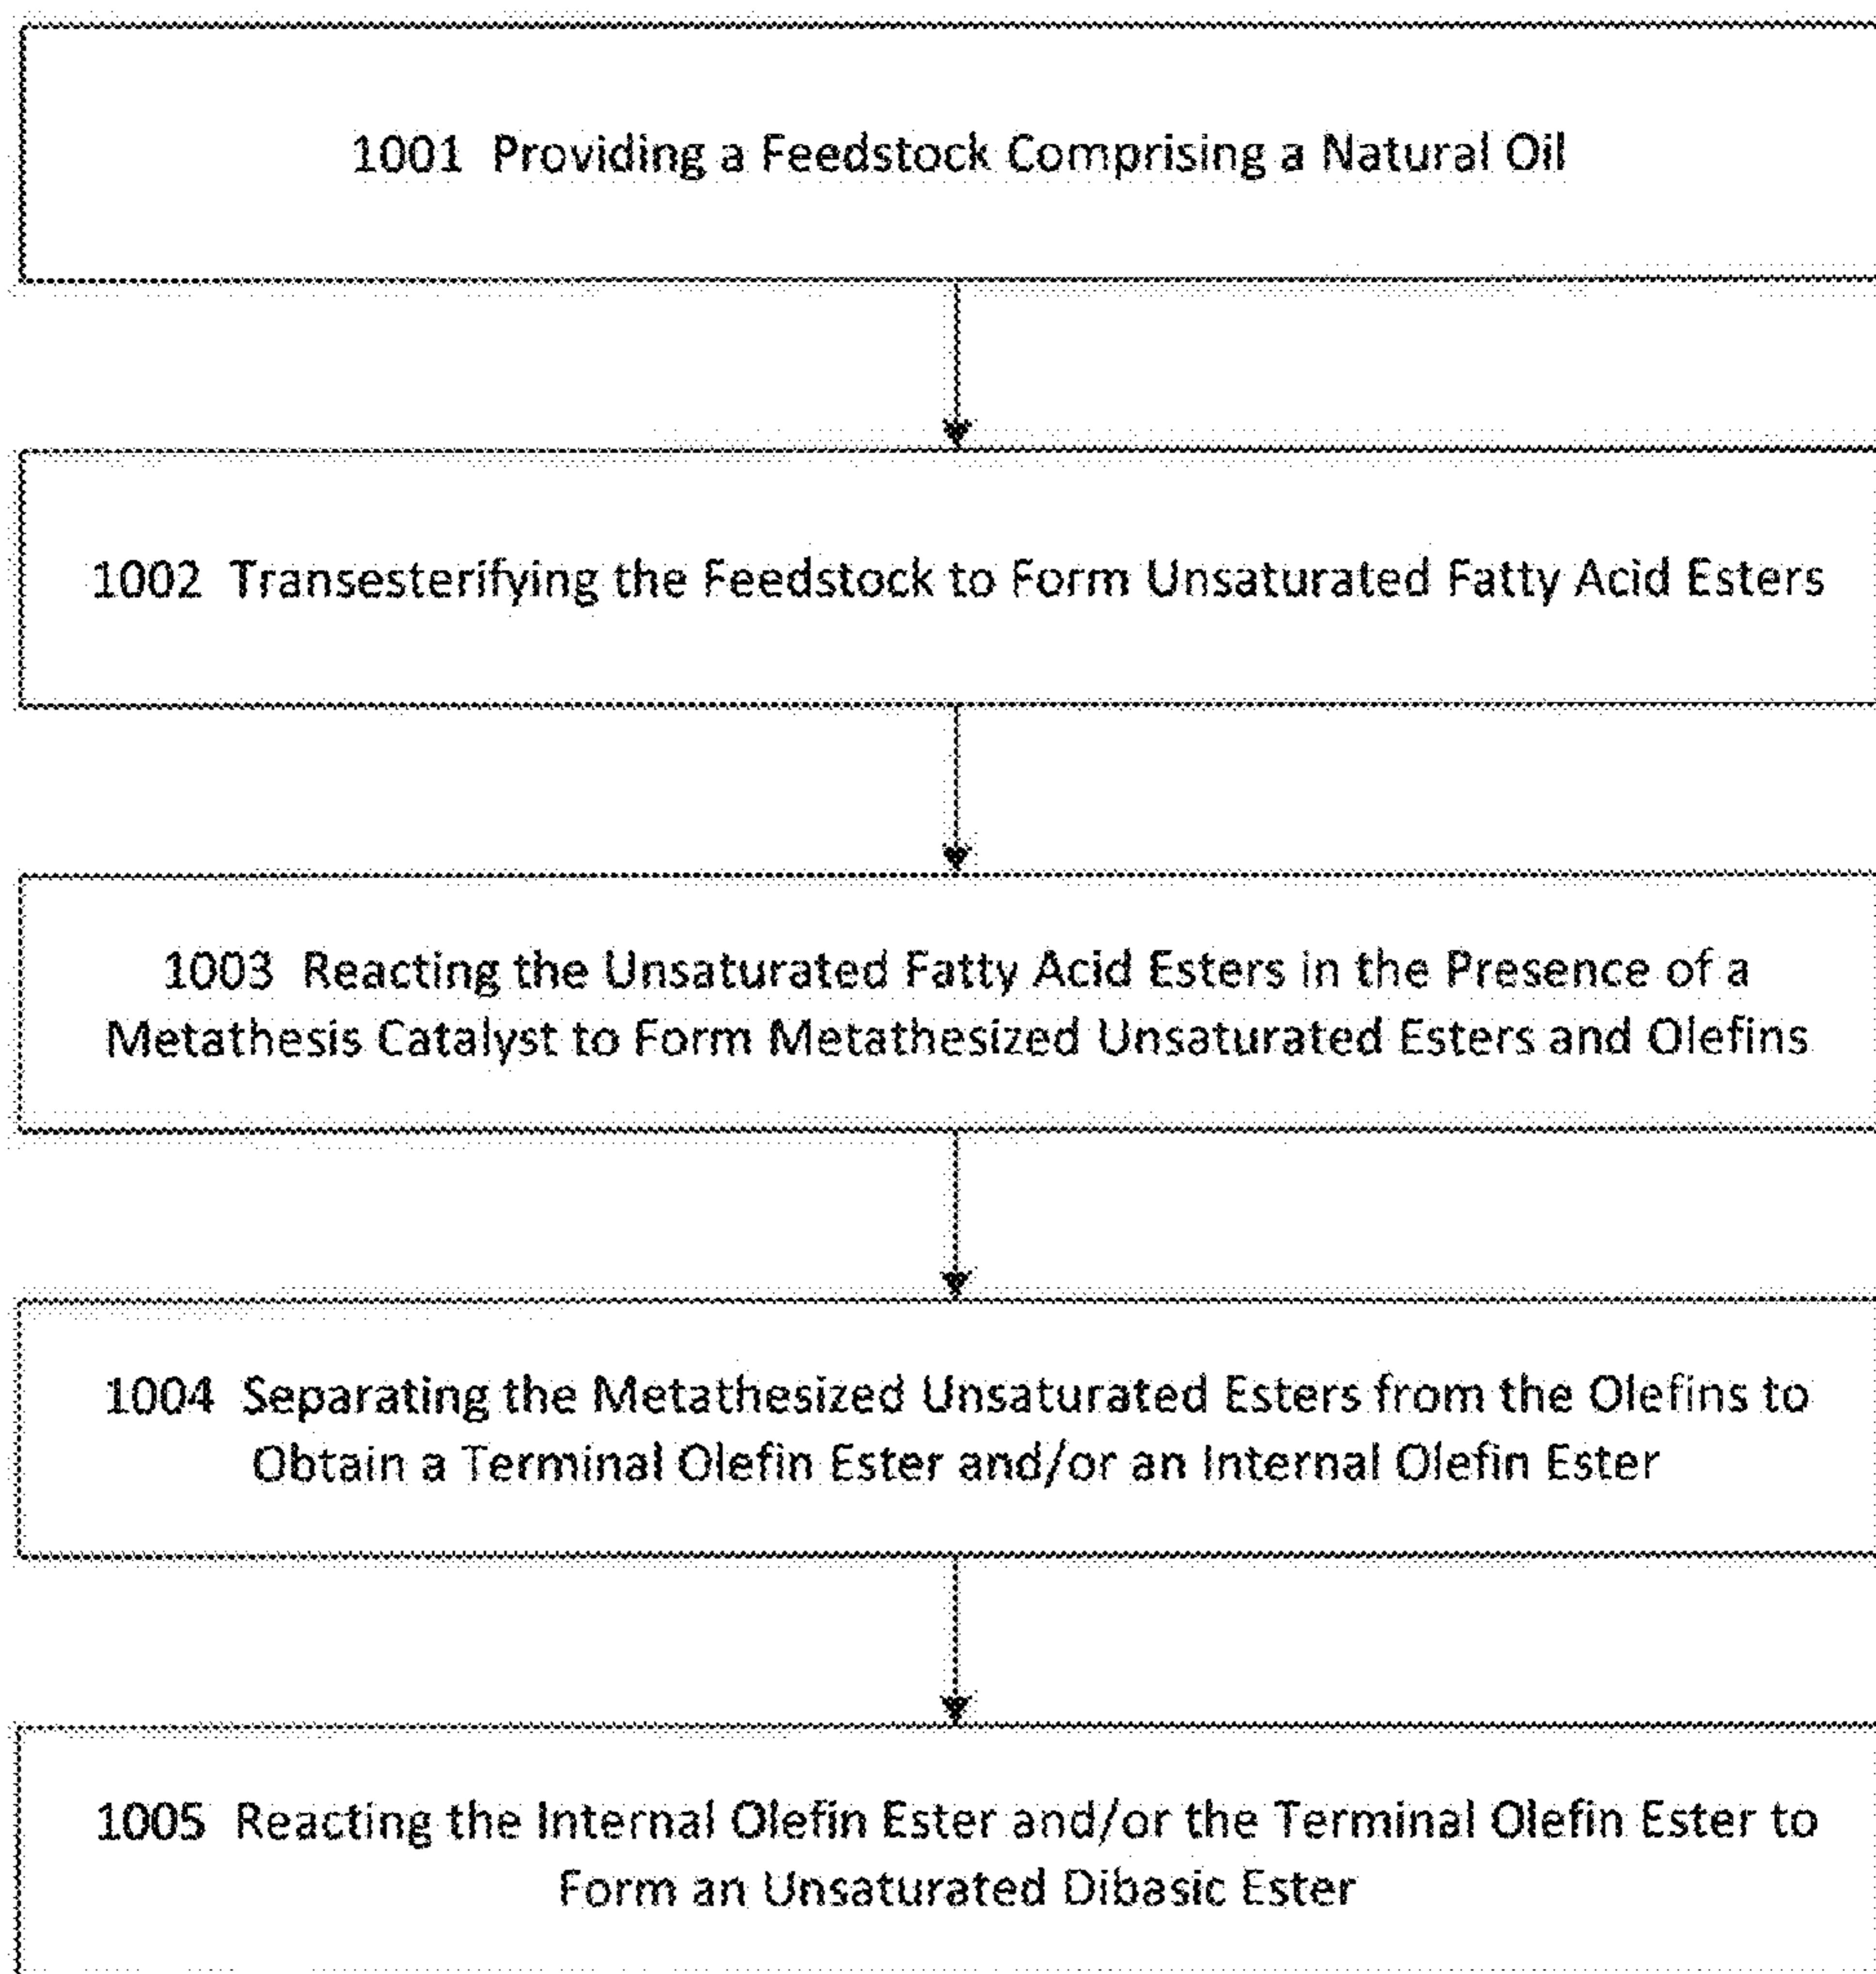 1001 Providing a Feedstock Comprising a Natural Oil
1002 Transesterifying the Feedstock to Form Unsaturated Fatty Acid Esters
1003 Reacting the Unsaturated Fatty Acid Esters in the Presence of a
Metathesis Catalyst to Form Metathesized Unsaturated Esters and Olefins
1004 Separating the Metathesized Unsaturated Esters from the Olefins to
Obtain a Terminal Olefin Ester and/or an Internal Olefin Ester
1005 Reacting the Internal Olefin Ester and/or the Terminal Olefin Ester to
Form an Unsaturated Dibasic Ester